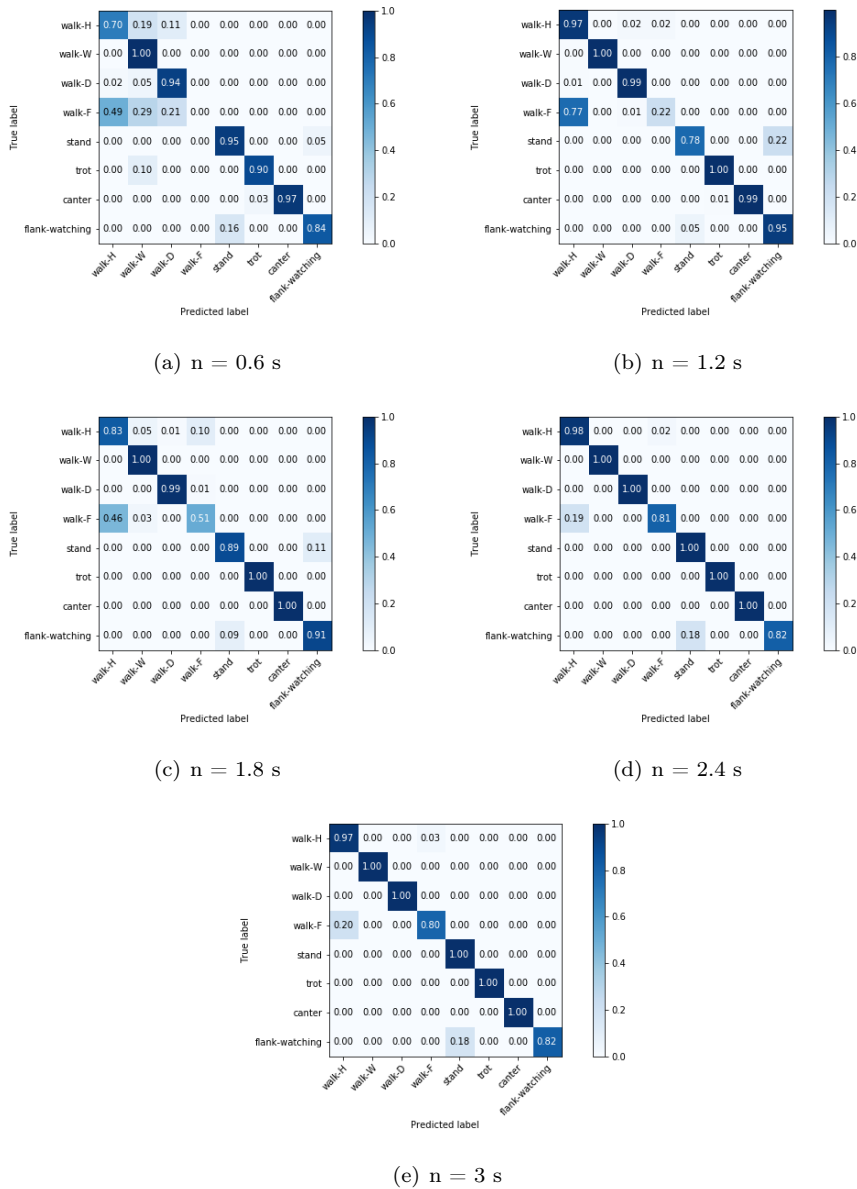 walk-H 0.70 0.19 0.11 0.00 0.00 0.00 0.00 0.00
walk-W 0.00 1.00 0.00 0.00 0.00 0.00 0.00 0.00
walk-D 0.02 0.05 0.94 0.00 0.00 0.00 0.00 0.00
walk-F 0.49 0.29 0.21 0.00 0.00 0.00 0.00 0.00
stand 0.00 0.00 0.00 0.00 0.95 0.00 0.00 0.05
trot 0.00 0.10 0.00 0.00 0.00 0.90 0.00 0.00
canter 0.00 0.00 0.00 0.00 0.00 0.03 0.97 0.00
flank-watching 0.00 0.00 0.00 0.00 0.16 0.00 0.00 0.84
walk-H walk-W walk-D walk-F stand trot canter flank-watching
True label
Predicted label
1.0
0.8
0.6
0.4
0.2
0.0
(a) n = 0.6 s
walk-H 0.97 0.00 0.02 0.02 0.00 0.00 0.00 0.00
walk-W 0.00 1.00 0.00 0.00 0.00 0.00 0.00 0.00
walk-D 0.01 0.00 0.99 0.00 0.00 0.00 0.00 0.00
walk-F 0.77 0.00 0.01 0.22 0.00 0.00 0.00 0.00
stand 0.00 0.00 0.00 0.00 0.78 0.00 0.00 0.22
trot 0.00 0.00 0.00 0.00 0.00 1.00 0.00 0.00
canter 0.00 0.00 0.00 0.00 0.00 0.01 0.99 0.00
flank-watching 0.00 0.00 0.00 0.00 0.05 0.00 0.00 0.95
walk-H walk-W walk-D walk-F stand trot canter flank-watching
True label
Predicted label
0.8
0.6
0.4
0.2
0.0
(b) n = 1.2 s
walk-H 0.83 0.05 0.01 0.10 0.00 0.00 0.00 0.00
walk-W 0.00 1.00 0.00 0.00 0.00 0.00 0.00 0.00
walk-D 0.00 0.00 0.99 0.01 0.00 0.00 0.00 0.00
walk-F 0.46 0.03 0.00 0.51 0.00 0.00 0.00 0.00
stand 0.00 0.00 0.00 0.00 0.89 0.00 0.00 0.11
trot 0.00 0.00 0.00 0.00 0.00 1.00 0.00 0.00
canter 0.00 0.00 0.00 0.00 0.00 0.00 1.00 0.00
flank-watching 0.00 0.00 0.00 0.00 0.09 0.00 0.00 0.91
walk-H walk-W walk-D walk-F stand trot canter flank-watching
True label
Predicted label
1.0
0.8
0.6
0.4
0.2
0.0
(c) n = 1.8 s
walk-H 0.98 0.00 0.00 0.02 0.00 0.00 0.00 0.00
walk-W 0.00 1.00 0.00 0.00 0.00 0.00 0.00 0.00
walk-D 0.00 0.00 1.00 0.00 0.00 0.00 0.00 0.00
walk-F 0.19 0.00 0.00 0.81 0.00 0.00 0.00 0.00
stand 0.00 0.00 0.00 0.00 1.00 0.00 0.00 0.00
trot 0.00 0.00 0.00 0.00 0.00 1.00 0.00 0.00
canter 0.00 0.00 0.00 0.00 0.00 0.00 1.00 0.00
flank-watching 0.00 0.00 0.00 0.00 0.18 0.00 0.00 0.82
walk-H walk-W walk-D walk-F stand trot canter flank-watching
True label
Predicted label
1.0
0.8
0.6
0.4
0.2
0.0
(d) n = 2.4 s
walk-H 0.97 0.00 0.00 0.03 0.00 0.00 0.00 0.00
walk-W 0.00 1.00 0.00 0.00 0.00 0.00 0.00 0.00
walk-D 0.00 0.00 1.00 0.00 0.00 0.00 0.00 0.00
walk-F 0.20 0.00 0.00 0.80 0.00 0.00 0.00 0.00
stand 0.00 0.00 0.00 0.00 1.00 0.00 0.00 0.00
trot 0.00 0.00 0.00 0.00 0.00 1.00 0.00 0.00
canter 0.00 0.00 0.00 0.00 0.00 0.00 1.00 0.00
flank-watching 0.00 0.00 0.00 0.00 0.18 0.00 0.00 0.82
walk-H walk-W walk-D walk-F stand trot canter flank-watching
True label
Predicted label
1.0
0.8
0.6
0.4
0.2
0.0
(e) n = 3 s